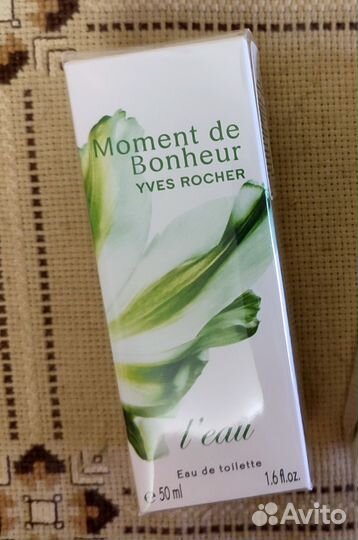 Moment de
Bonheur
YVES ROCHER
l'eau
Eau de toilette
e 50 ml 1.6 fl.oz.
Avito